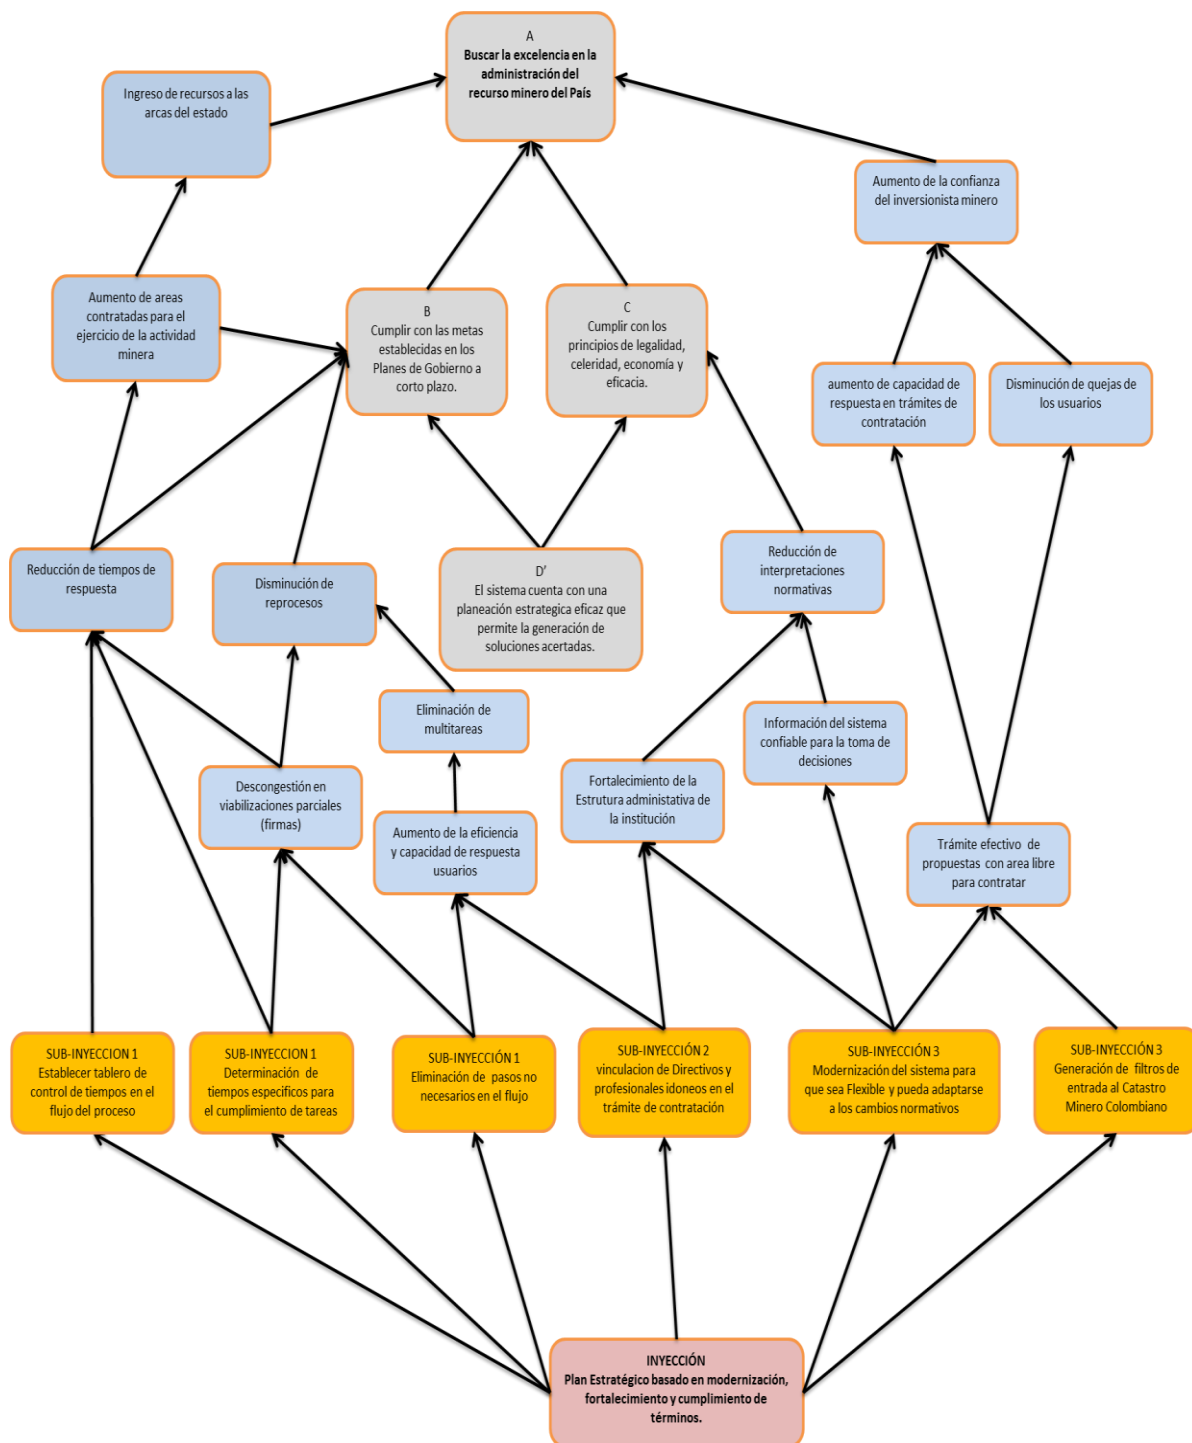 A
Buscar la excelencia en la
administración del
recurso minero del País
Ingreso de recursos a las
arcas del estado
Aumento de la confianza
del inversionista minero
Aumento de areas
contratadas para el
ejercicio de la actividad
minera
B
Cumplir con las metas
establecidas en los
Planes de Gobierno a
corto plazo.
C
Cumplir con los
principios de legalidad,
celeridad, economía y
eficacia.
aumento de capacidad de
respuesta en trámites de
contratación
Disminución de quejas de
los usuarios
Reducción de tiempos de
respuesta
Disminución de
reprocesos
D'
El sistema cuenta con una
planeación estrategica eficaz que
permite la generación de
soluciones acertadas.
Reducción de
interpretaciones
normativas
Eliminación de
multitareas
Información del sistema
confiable para la toma de
decisiones
Descongestión en
viabilizaciones parciales
(firmas)
Aumento de la eficiencia
y capacidad de respuesta
usuarios
Fortalecimiento de la
Estrutura administativa de
la institución
Trámite efectivo de
propuestas con area libre
para contratar
SUB-INYECCION 1
Establecer tablero de
control de tiempos en el
flujo del proceso
SUB-INYECCION 1
Determinación de
tiempos especificos para
el cumplimiento de tareas
SUB-INYECCIÓN 1
Eliminación de pasos no
necesarios en el flujo
SUB-INYECCIÓN 2
vinculacion de Directivos y
profesionales idoneos en el
trámite de contratación
SUB-INYECCIÓN 3
Modernización del sistema para
que sea Flexible y pueda adaptarse
a los cambios normativos
SUB-INYECCIÓN 3
Generación de filtros de
entrada al Catastro
Minero Colombiano
INYECCIÓN
Plan Estratégico basado en modernización,
fortalecimiento y cumplimiento de
términos.